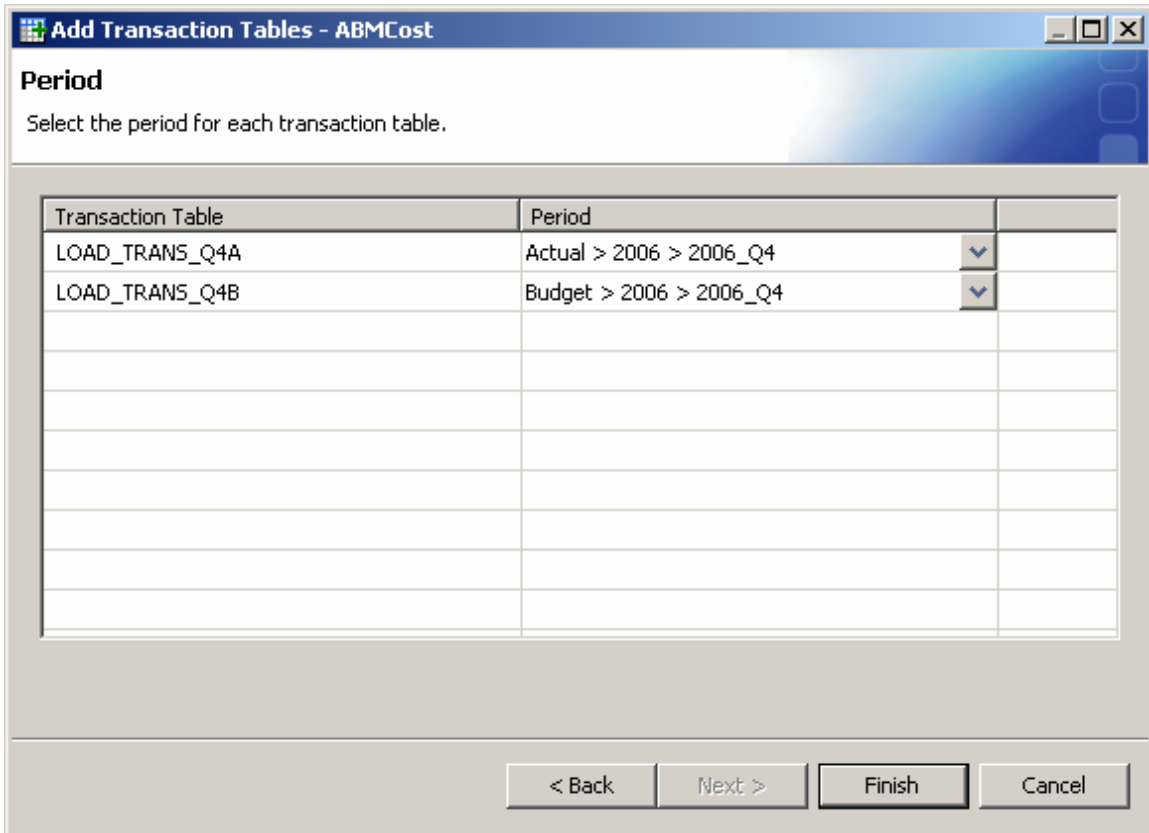 Add Transaction Tables - ABMCost
Period
Select the period for each transaction table.
Transaction Table Period
LOAD_TRANS_Q4A Actual > 2006 > 2006_Q4
LOAD_TRANS_Q4B Budget > 2006 > 2006_Q4
< Back Next > Finish Cancel